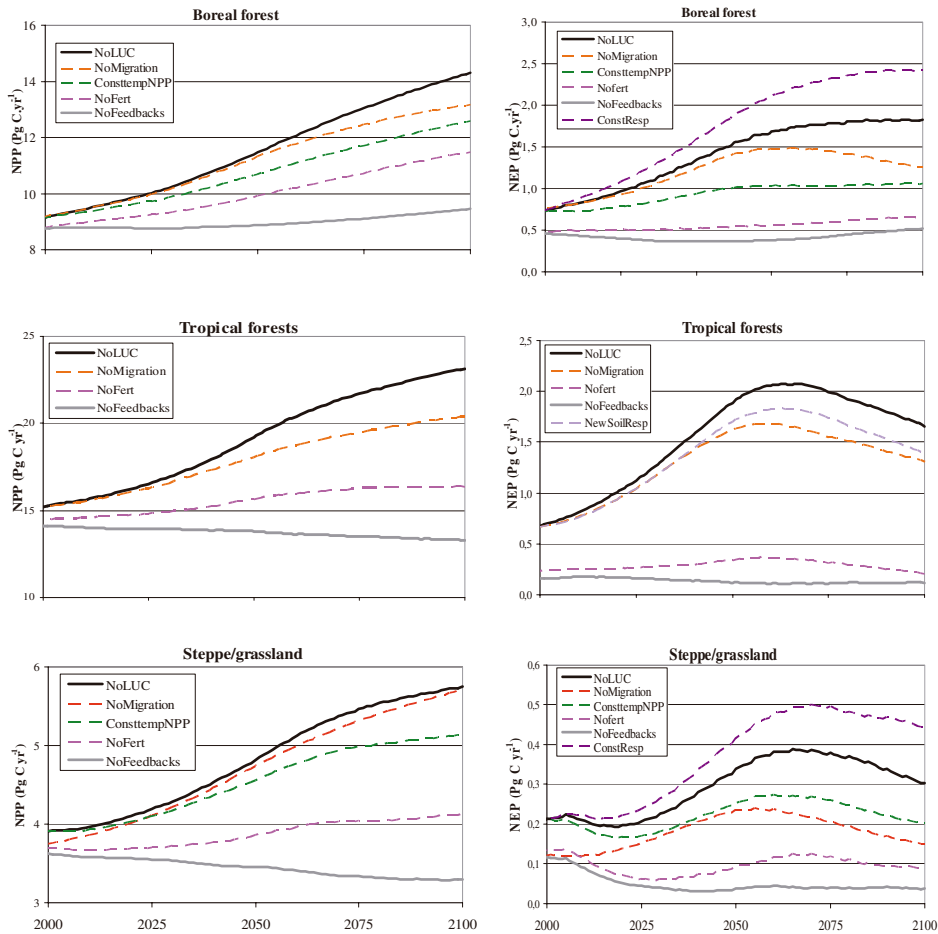 Boreal forest
16
14
12
10
8
NPP (Pg C.yr-1)
NoLUC
NoMigration
ConsttempNPP
NoFert
NoFeedbacks
Boreal forest
3,0
2,5
2,0
1,5
1,0
0,5
0,0
NEP (Pg C.yr-1)
NoLUC
NoMigration
ConsttempNPP
Nofert
NoFeedbacks
ConstResp
Tropical forests
25
20
15
10
NPP (Pg C yr-1)
NoLUC
NoMigration
NoFert
NoFeedbacks
Tropical forests
2,5
2,0
1,5
1,0
0,5
0,0
NEP (Pg C yr-1)
NoLUC
NoMigration
Nofert
NoFeedbacks
NewSoilResp
Steppe/grassland
6
5
4
3
NPP (Pg C yr-1)
NoLUC
NoMigration
ConsttempNPP
NoFert
NoFeedbacks
2000 2025 2050 2075 2100
Steppe/grassland
0,6
0,5
0,4
0,3
0,2
0,1
0,0
NEP (Pg C yr-1)
NoLUC
NoMigration
ConsttempNPP
Nofert
NoFeedbacks
ConstResp
2000 2025 2050 2075 2100